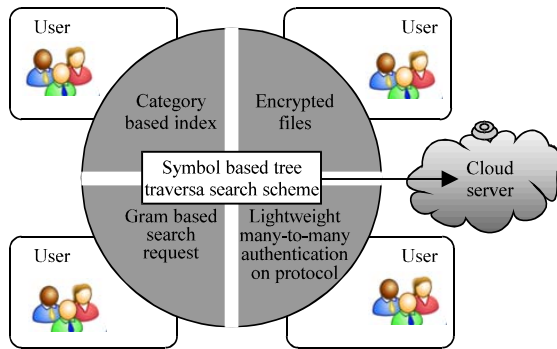 User
User
Category
based index
Encrypted
files
Symbol based tree
traversa search scheme
Cloud
server
Gram based
search
request
Lightweight
many-to-many
authentication
on protocol
User
User